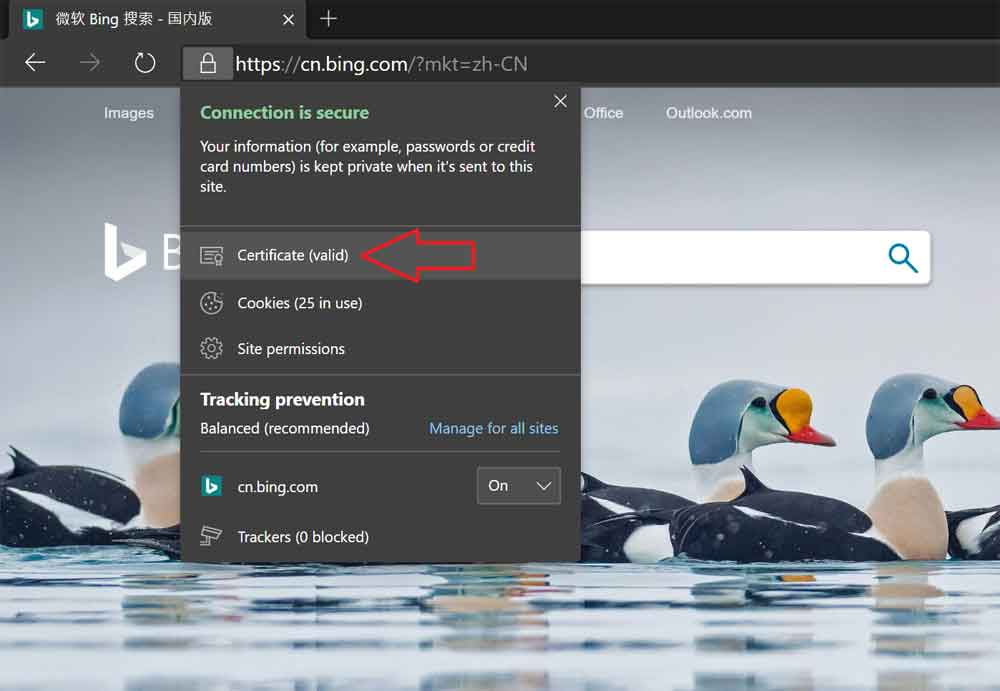 微软 Bing 搜索 - 国内版
https://cn.bing.com/?mkt=zh-CN
Images
Office
Outlook.com
Connection is secure
Your information (for example, passwords or credit
card numbers) is kept private when it's sent to this
site.
B
Certificate (valid)
Cookies (25 in use)
Site permissions
Tracking prevention
Balanced (recommended)
Manage for all sites
cn.bing.com
On
Trackers (0 blocked)